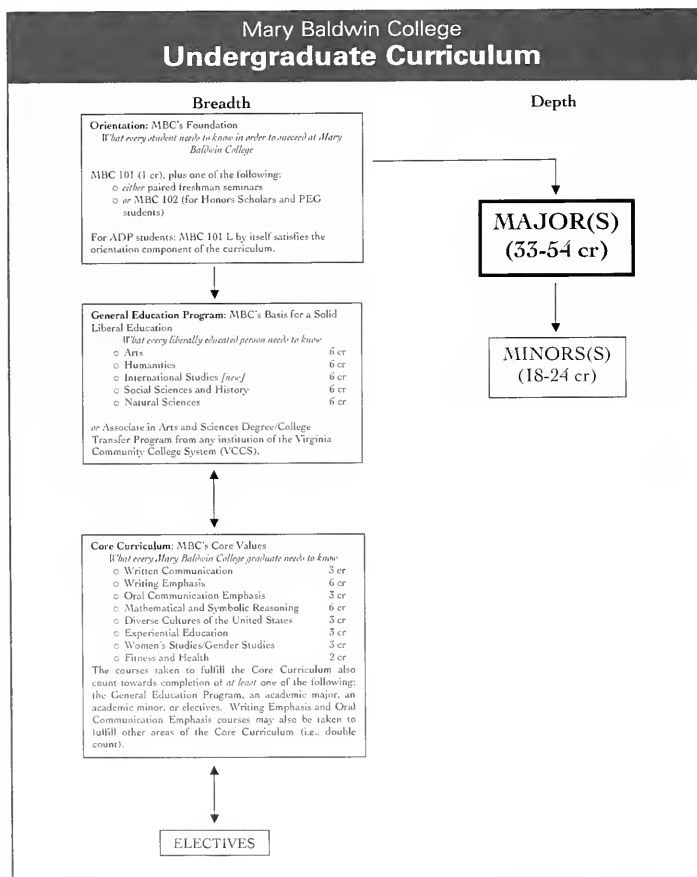 Mary Baldwin College
Undergraduate Curriculum
Breadth
Orientation: MBC's Foundation
What every student needs to know in order to succeed at Mary
Baldwin College
MBC 101 (1 cr), plus one of the following:
○ either paired freshman seminars
○ or MBC 102 (for Honors Scholars and PEG
students)
For ADP students: MBC 101 L by itself satisfies the
orientation component of the curriculum.
General Education Program: MBC's Basis for a Solid
Liberal Education
What every liberally educated person needs to know
○ Arts 6 cr
○ Humanities 6 cr
○ International Studies [new] 6 cr
○ Social Sciences and History 6 cr
○ Natural Sciences 6 cr
or Associate in Arts and Sciences Degree/College
Transfer Program from any institution of the Virginia
Community College System (VCCS).
Core Curriculum: MBC's Core Values
What every Mary Baldwin College graduate needs to know
○ Written Communication 3 cr
○ Writing Emphasis 6 cr
○ Oral Communication Emphasis 3 cr
○ Mathematical and Symbolic Reasoning 6 cr
○ Diverse Cultures of the United States 3 cr
○ Experiential Education 3 cr
○ Women's Studies/Gender Studies 3 cr
○ Fitness and Health 2 cr
The courses taken to fulfill the Core Curriculum also
count towards completion of at least one of the following:
the General Education Program, an academic major, an
academic minor, or electives. Writing Emphasis and Oral
Communication Emphasis courses may also be taken to
fulfill other areas of the Core Curriculum (i.e., double
count).
ELECTIVES
Depth
MAJOR(S)
(33-54 cr)
MINORS(S)
(18-24 cr)